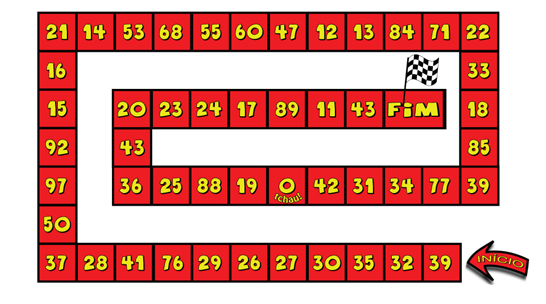 21 14 53 68 55 60 47 12 13 84 71 22
16 33
15 20 23 24 17 89 11 43 FiM 18
92 43 85
97 36 25 88 19 0 42 31 34 77 39
tchau!
50
37 28 41 76 29 26 27 30 35 32 39 INÍCIO